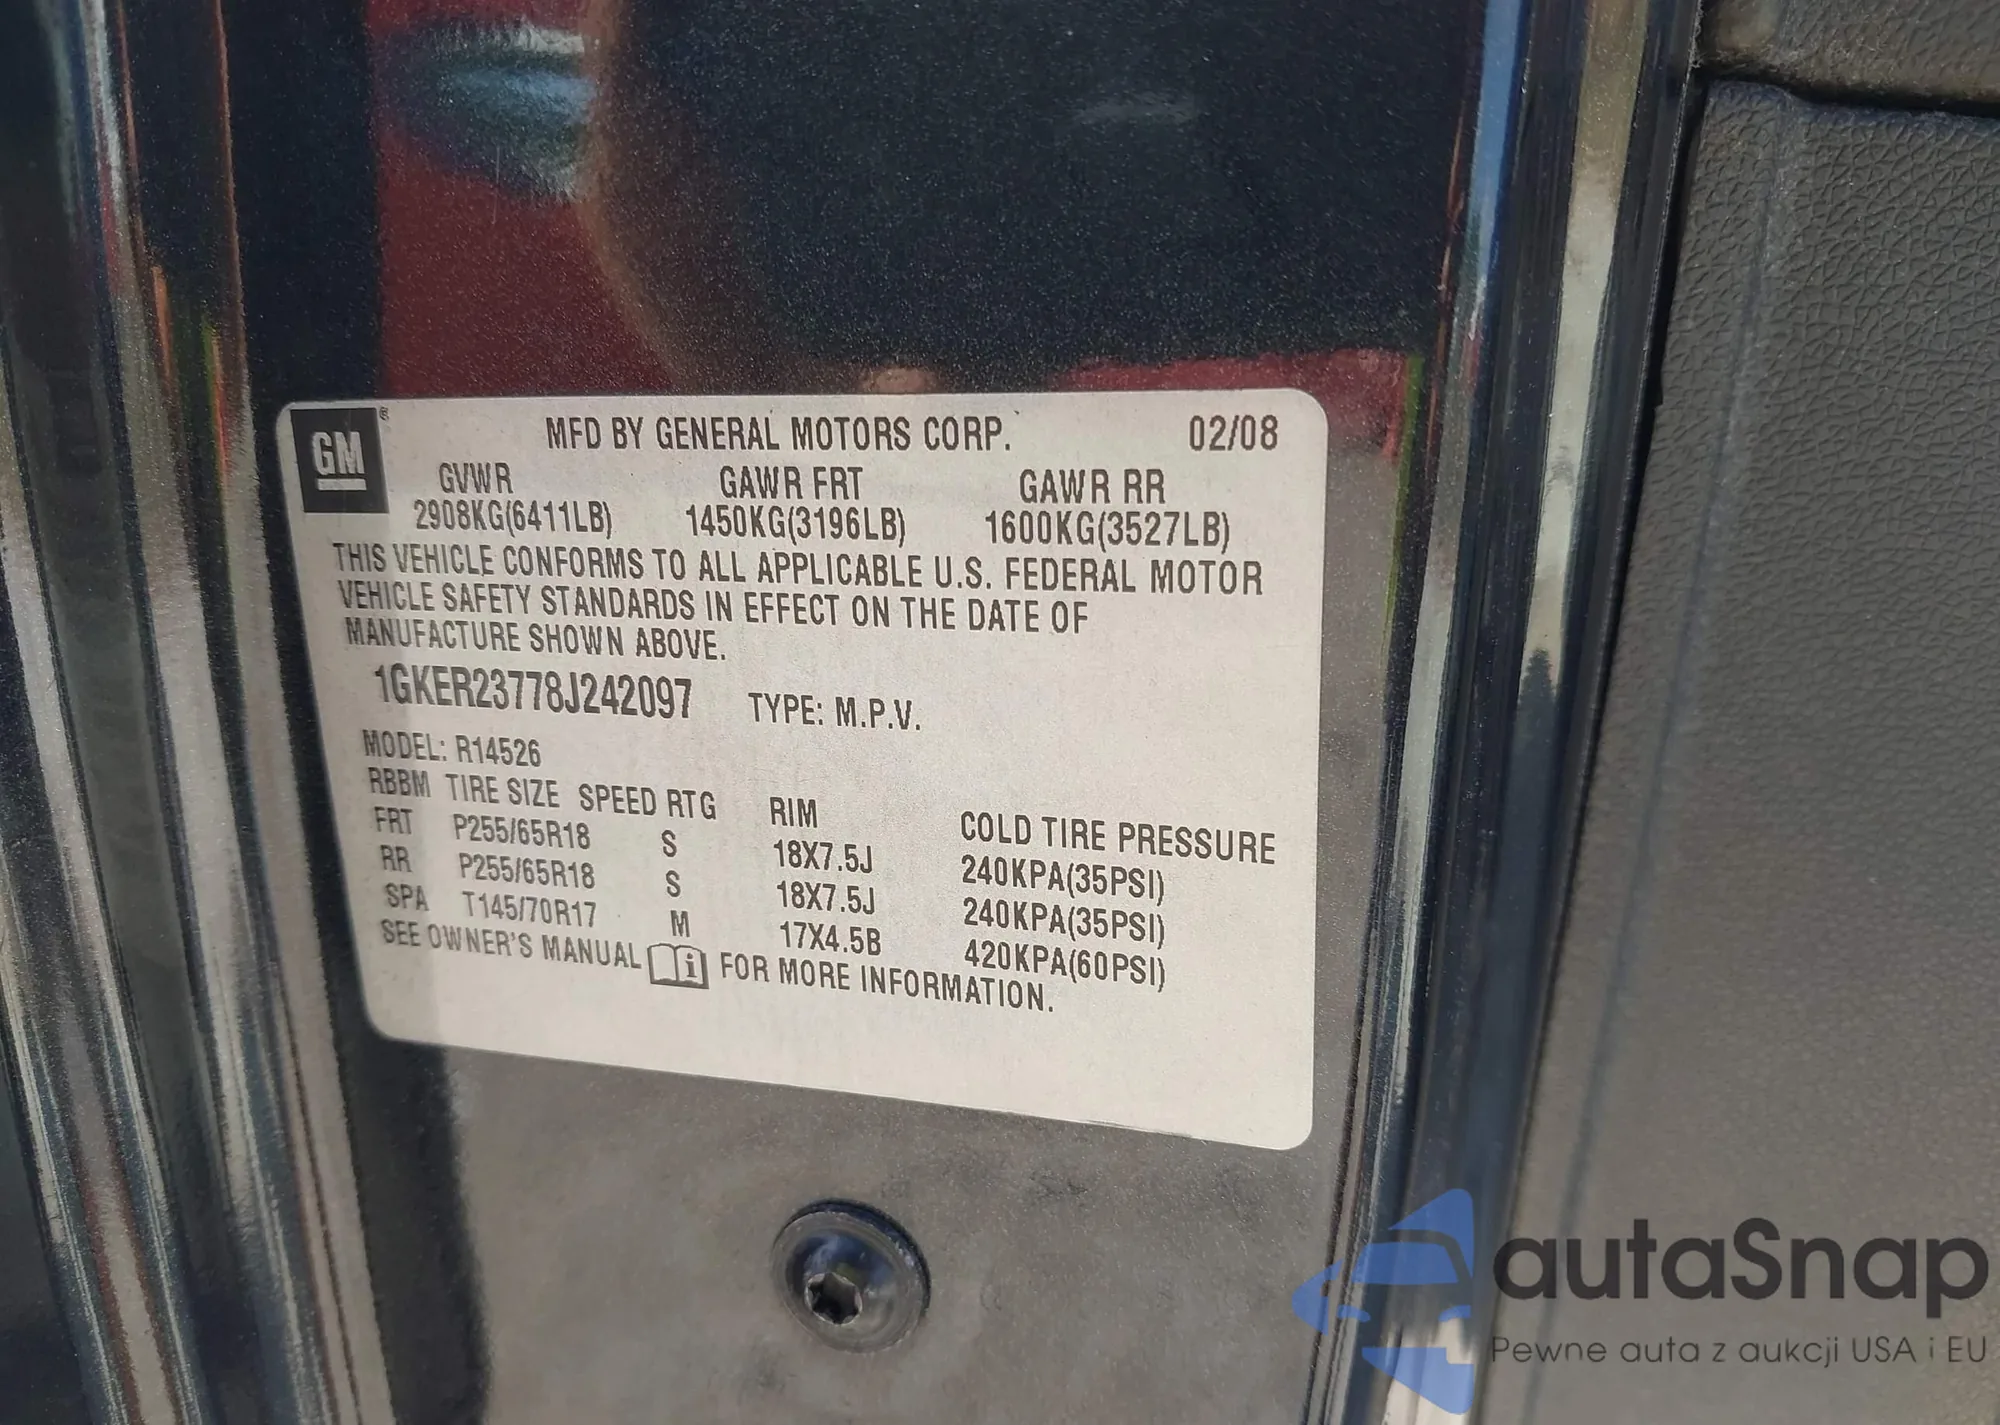 GM®
MFD BY GENERAL MOTORS CORP. 02/08
GVWR GAWR FRT GAWR RR
2908KG(6411LB) 1450KG(3196LB) 1600KG(3527LB)
THIS VEHICLE CONFORMS TO ALL APPLICABLE U.S. FEDERAL MOTOR
VEHICLE SAFETY STANDARDS IN EFFECT ON THE DATE OF
MANUFACTURE SHOWN ABOVE.
1GKER23778J242097 TYPE: M.P.V.
MODEL: R14526
RBBM TIRE SIZE SPEED RTG RIM COLD TIRE PRESSURE
FRT P255/65R18 S 18X7.5J 240KPA(35PSI)
RR P255/65R18 S 18X7.5J 240KPA(35PSI)
SPA T145/70R17 M 17X4.5B 420KPA(60PSI)
SEE OWNER'S MANUAL i FOR MORE INFORMATION.
autaSnap
Pewne auta z aukcji USA i EU